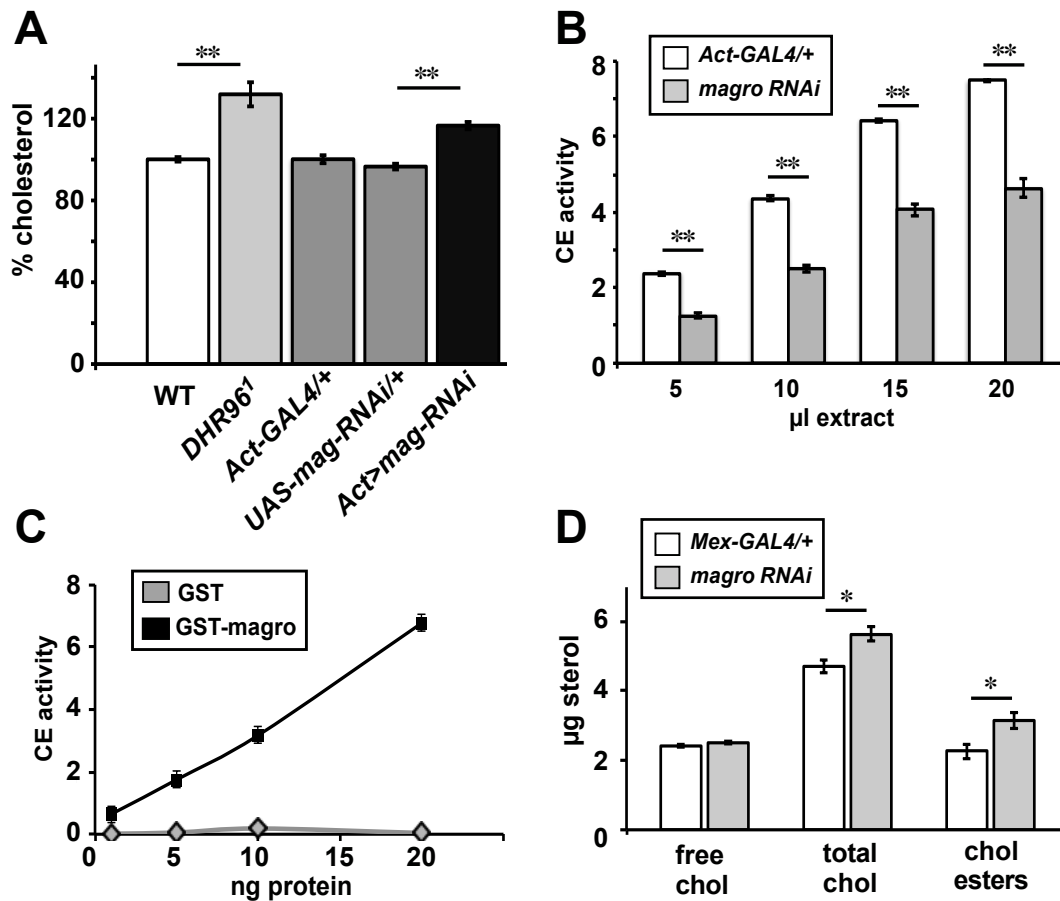 A
**
**
% cholesterol
120
80
40
0
WT
DHR96¹
Act-GAL4/+
UAS-mag-RNAi/+
Act>mag-RNAi
B
Act-GAL4/+
magro RNAi
**
**
**
**
CE activity
8
6
4
2
0
5 10 15 20
µl extract
C
GST
GST-magro
CE activity
8
6
4
2
0
0 5 10 15 20
ng protein
D
Mex-GAL4/+
magro RNAi
*
*
µg sterol
6
4
2
0
free chol
total chol
chol esters